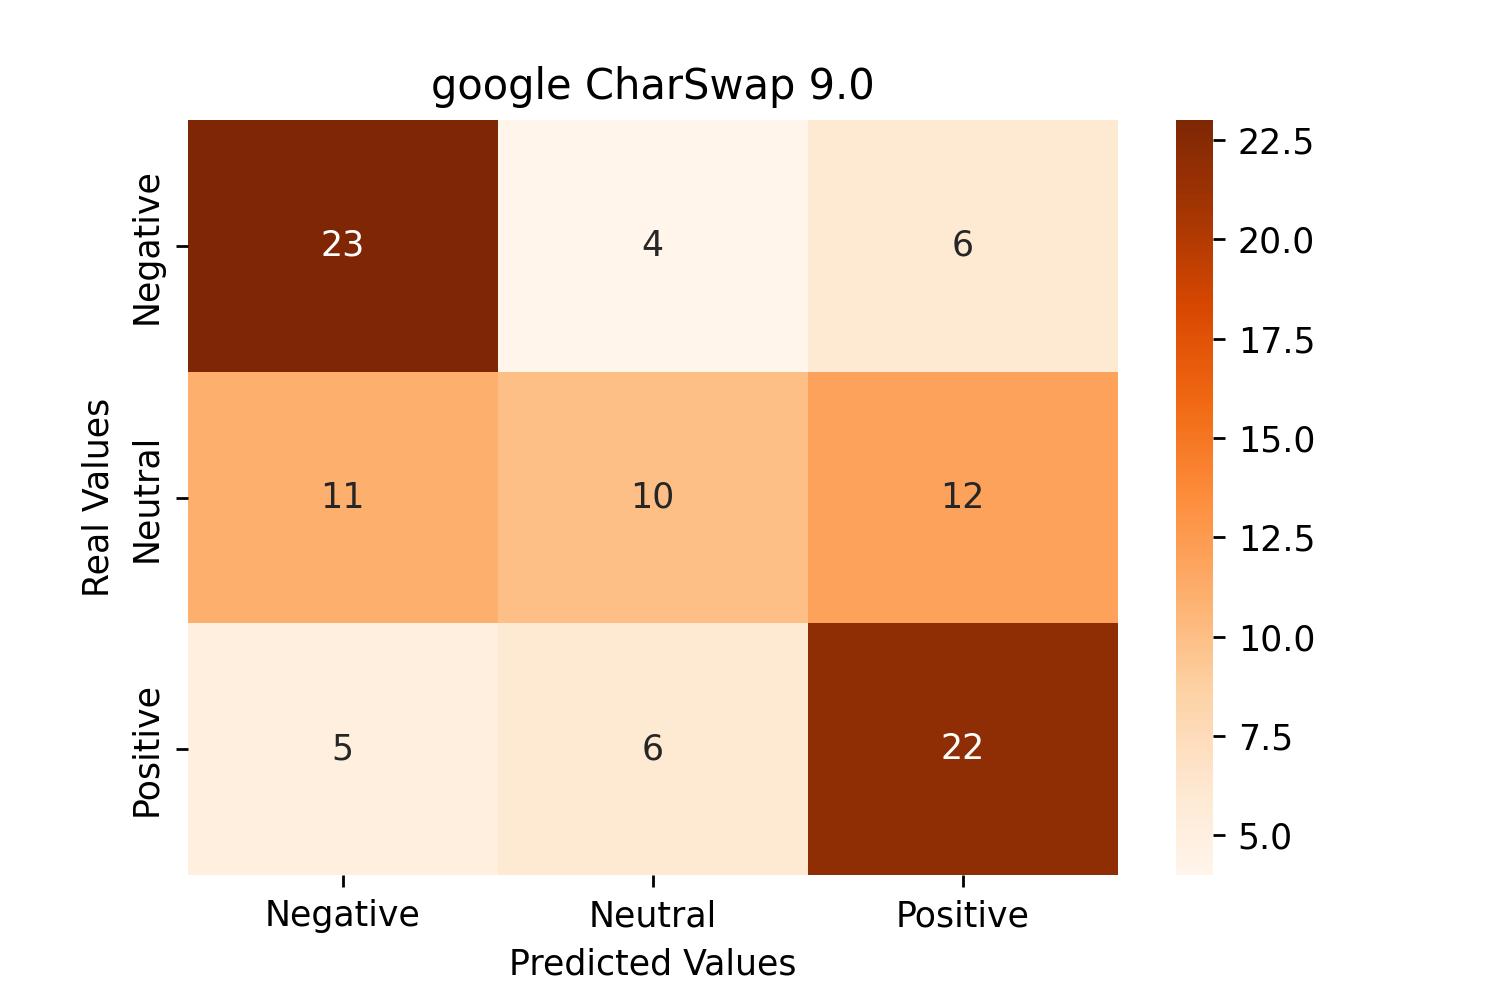 google CharSwap 9.0
Real Values
Negative
23 4 6
Neutral
11 10 12
Positive
5 6 22
Negative Neutral Positive
Predicted Values
22.5
20.0
17.5
15.0
12.5
10.0
7.5
5.0